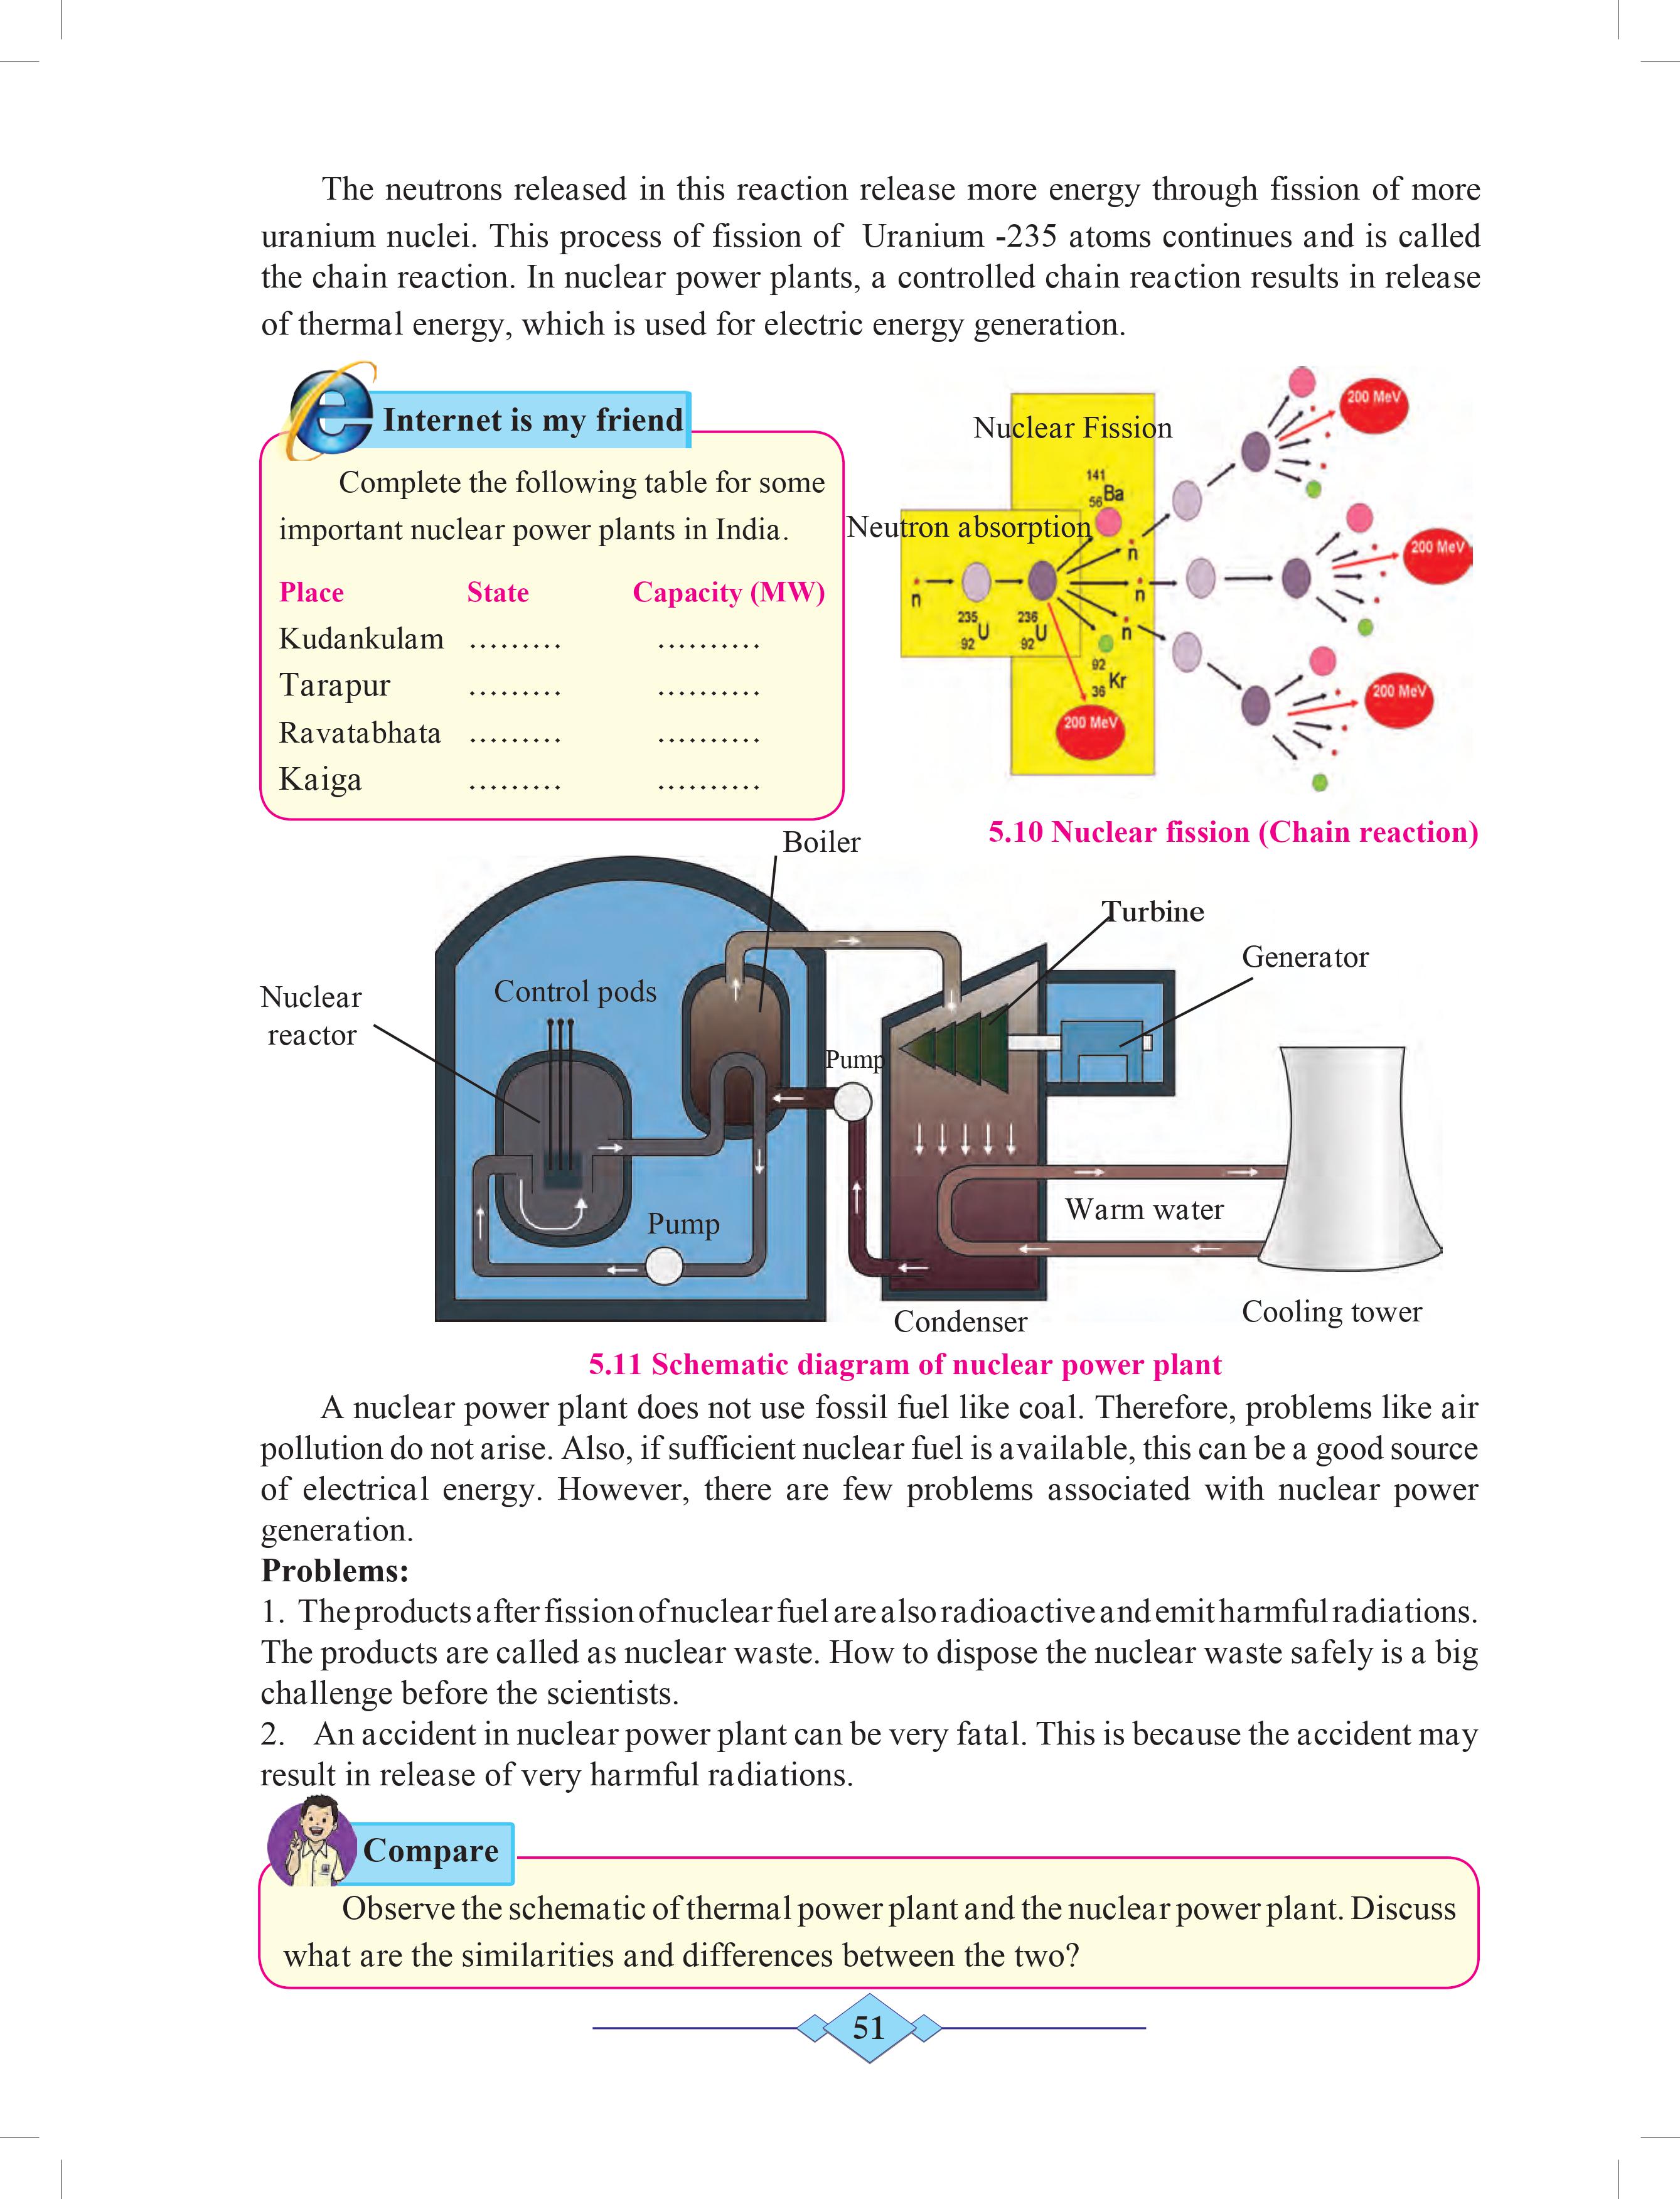 The neutrons released in this reaction release more energy through fission of more
uranium nuclei. This process of fission of Uranium -235 atoms continues and is called
the chain reaction. In nuclear power plants, a controlled chain reaction results in release
of thermal energy, which is used for electric energy generation.
Internet is my friend
Complete the following table for some
important nuclear power plants in India.
Place State Capacity (MW)
Kudankulam ......... ..........
Tarapur ......... ..........
Ravatabhata ......... ..........
Kaiga ......... ..........
Nuclear Fission
Neutron absorption
141
56 Ba
n
n
n
n
235
92 U
236
92 U
92
36 Kr
200 MeV
200 MeV
200 MeV
200 MeV
5.10 Nuclear fission (Chain reaction)
Boiler
Turbine
Generator
Nuclear
reactor
Control pods
Pump
Pump
Warm water
Condenser
Cooling tower
5.11 Schematic diagram of nuclear power plant
A nuclear power plant does not use fossil fuel like coal. Therefore, problems like air
pollution do not arise. Also, if sufficient nuclear fuel is available, this can be a good source
of electrical energy. However, there are few problems associated with nuclear power
generation.
Problems:
1. The products after fission of nuclear fuel are also radioactive and emit harmful radiations.
The products are called as nuclear waste. How to dispose the nuclear waste safely is a big
challenge before the scientists.
2. An accident in nuclear power plant can be very fatal. This is because the accident may
result in release of very harmful radiations.
Compare
Observe the schematic of thermal power plant and the nuclear power plant. Discuss
what are the similarities and differences between the two?
51